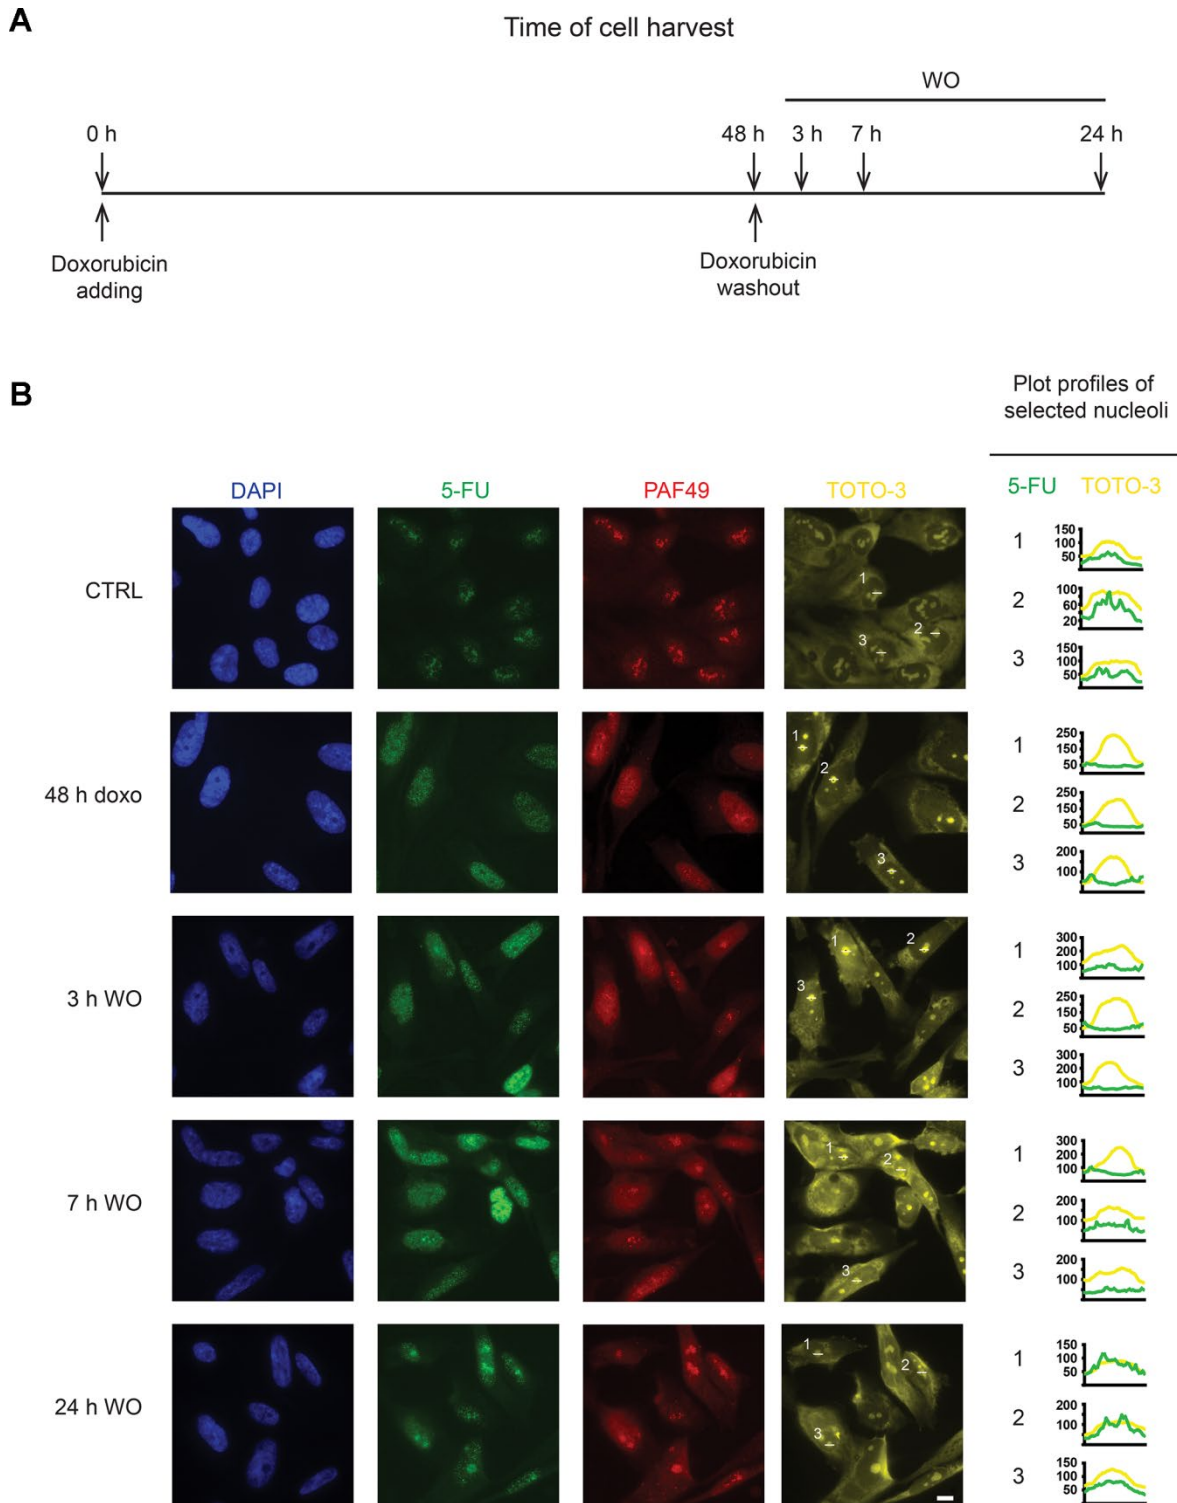 A
Time of cell harvest
WO
0 h
48 h
3 h
7 h
24 h
Doxorubicin
adding
Doxorubicin
washout
B
Plot profiles of
selected nucleoli
DAPI
5-FU
PAF49
TOTO-3
5-FU
TOTO-3
CTRL
1
2
3
1
150
100
50
2
100
60
20
3
150
100
50
48 h doxo
1
2
3
1
250
150
50
2
250
150
50
3
200
100
3 h WO
1
2
3
1
300
200
100
2
250
150
50
3
300
200
100
7 h WO
1
2
3
1
300
200
100
2
200
100
3
200
100
24 h WO
1
2
3
1
150
100
50
2
200
100
3
150
100
50